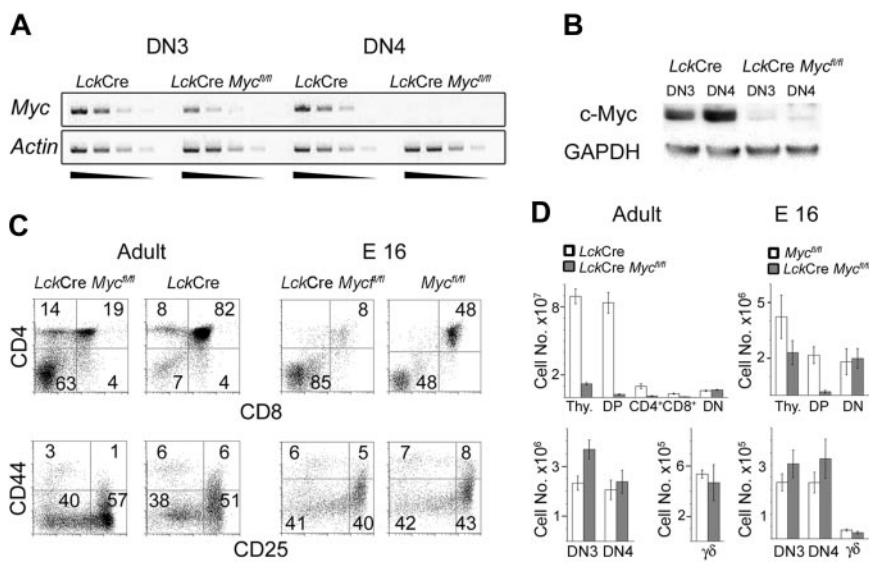 A
DN3 DN4
LckCre LckCre Myc^fl/fl LckCre LckCre Myc^fl/fl
Myc
Actin
B
LckCre LckCre Myc^fl/fl
DN3 DN4 DN3 DN4
c-Myc
GAPDH
C
Adult E 16
LckCre Myc^fl/fl LckCre LckCre Myc^fl/fl Myc^fl/fl
14 19 8 82 8 48
63 4 7 4 85 48
CD4
CD8
3 1 6 6 6 5 7 8
40 57 38 51 41 40 42 43
CD44
CD25
D
Adult E 16
LckCre
LckCre Myc^fl/fl
Myc^fl/fl
LckCre Myc^fl/fl
Cell No. x10^7
8
6
4
2
Thy. DP CD4+ CD8+ DN
Cell No. x10^6
5
2
Thy. DP DN
Cell No. x10^6
3
1
DN3 DN4
Cell No. x10^5
6
2
γδ
Cell No. x10^5
3
1
DN3 DN4 γδ